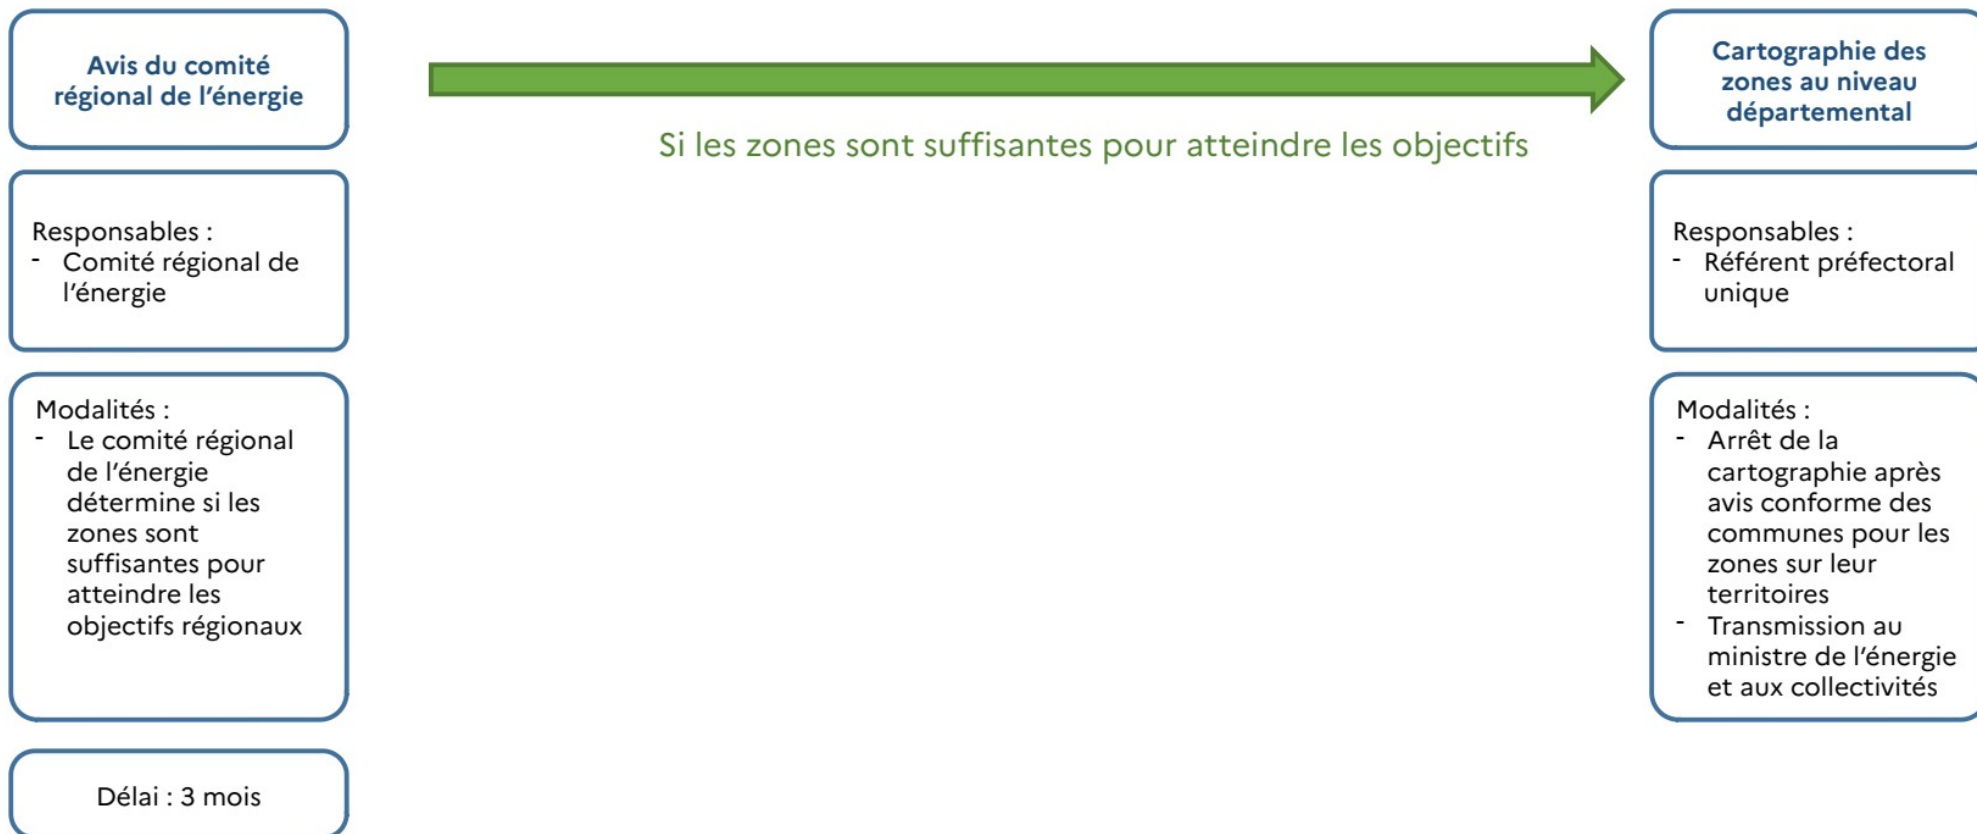 Avis du comité
régional de l'énergie
Responsables :
- Comité régional de
l'énergie
Modalités :
- Le comité régional
de l'énergie
détermine si les
zones sont
suffisantes pour
atteindre les
objectifs régionaux
Délai : 3 mois
Si les zones sont suffisantes pour atteindre les objectifs
Cartographie des
zones au niveau
départemental
Responsables :
- Référent préfectoral
unique
Modalités :
- Arrêt de la
cartographie après
avis conforme des
communes pour les
zones sur leur
territoires
- Transmission au
ministre de l'énergie
et aux collectivités